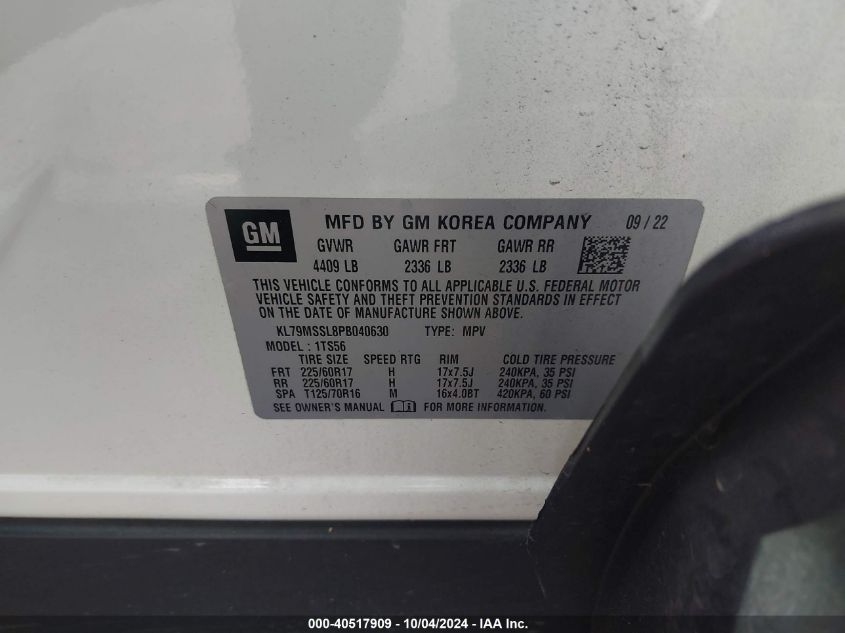 GM
MFD BY GM KOREA COMPANY 09/22
GVWR GAWR FRT GAWR RR
4409 LB 2336 LB 2336 LB
THIS VEHICLE CONFORMS TO ALL APPLICABLE U.S. FEDERAL MOTOR
VEHICLE SAFETY AND THEFT PREVENTION STANDARDS IN EFFECT
ON THE DATE OF MANUFACTURE SHOWN ABOVE.
KL79MSSL8PB040630 TYPE: MPV
MODEL: 1TS56
TIRE SIZE SPEED RTG RIM COLD TIRE PRESSURE
FRT 225/60R17 H 17x7.5J 240KPA, 35 PSI
RR 225/60R17 H 17x7.5J 240KPA, 35 PSI
SPA T125/70R16 M 16x4.0BT 420KPA, 60 PSI
SEE OWNER'S MANUAL FOR MORE INFORMATION.
000-40517909 - 10/04/2024 - IAA Inc.